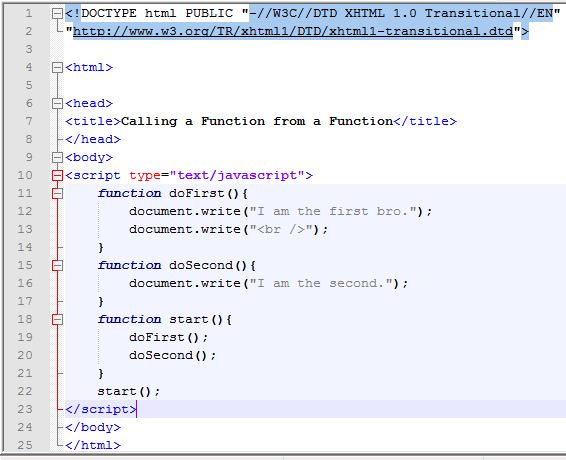 1 <!DOCTYPE html PUBLIC "-//W3C//DTD XHTML 1.0 Transitional//EN"
2 "http://www.w3.org/TR/xhtml1/DTD/xhtml1-transitional.dtd">
3
4 <html>
5
6 <head>
7 <title>Calling a Function from a Function</title>
8 </head>
9 <body>
10 <script type="text/javascript">
11     function doFirst(){
12         document.write("I am the first bro.");
13         document.write("<br />");
14     }
15     function doSecond(){
16         document.write("I am the second.");
17     }
18     function start(){
19         doFirst();
20         doSecond();
21     }
22     start();
23 </script>
24 </body>
25 </html>